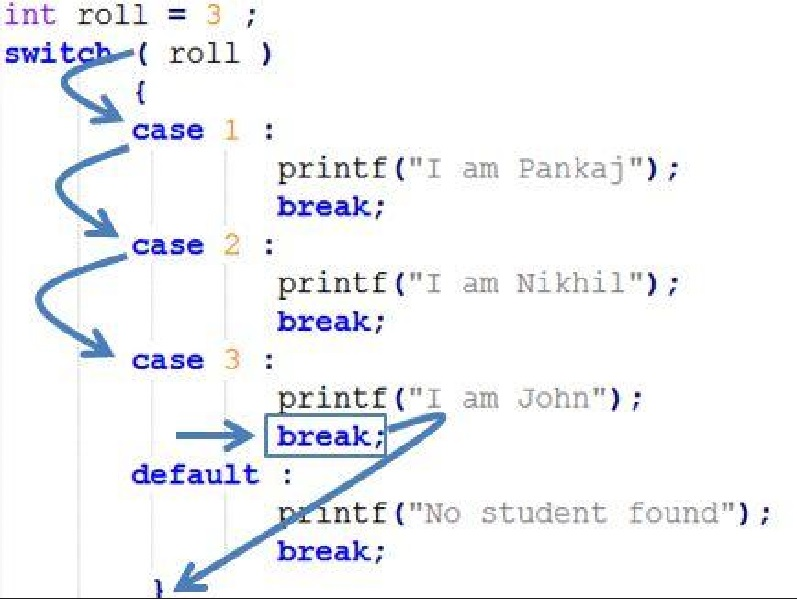 int roll = 3 ;
switch ( roll )
{
case 1 :
printf("I am Pankaj");
break;
case 2 :
printf("I am Nikhil");
break;
case 3 :
printf("I am John");
break;
default :
printf("No student found");
break;
}